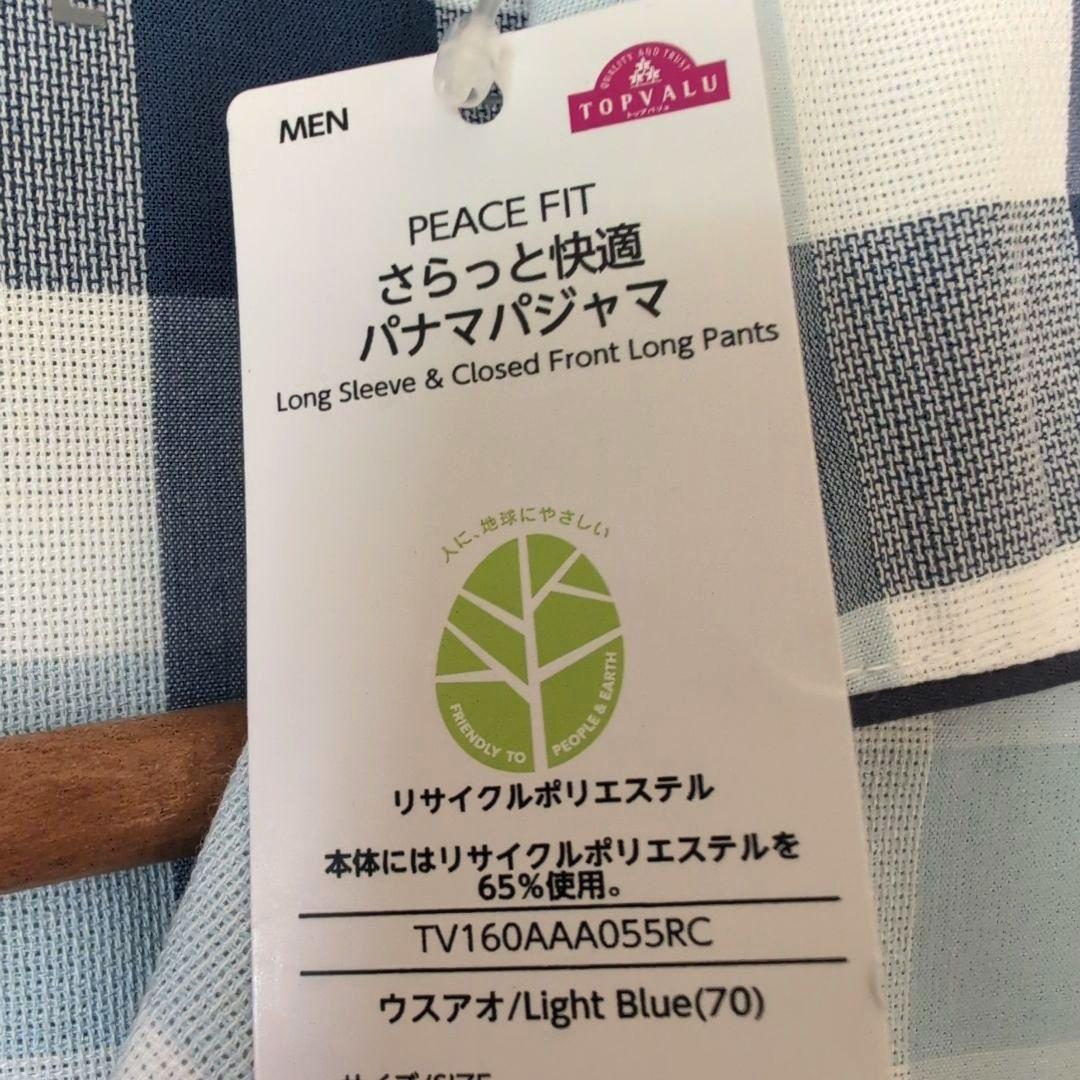 MEN
QUALITY AND TRUST
TOPVALU
トップバリュ
PEACE FIT
さらっと快適
パナマパジャマ
Long Sleeve & Closed Front Long Pants
人に、地球にやさしい
FRIENDLY TO PEOPLE & EARTH
リサイクルポリエステル
本体にはリサイクルポリエステルを
65%使用。
TV160AAA055RC
ウスアオ/Light Blue(70)
サイズ/SIZE